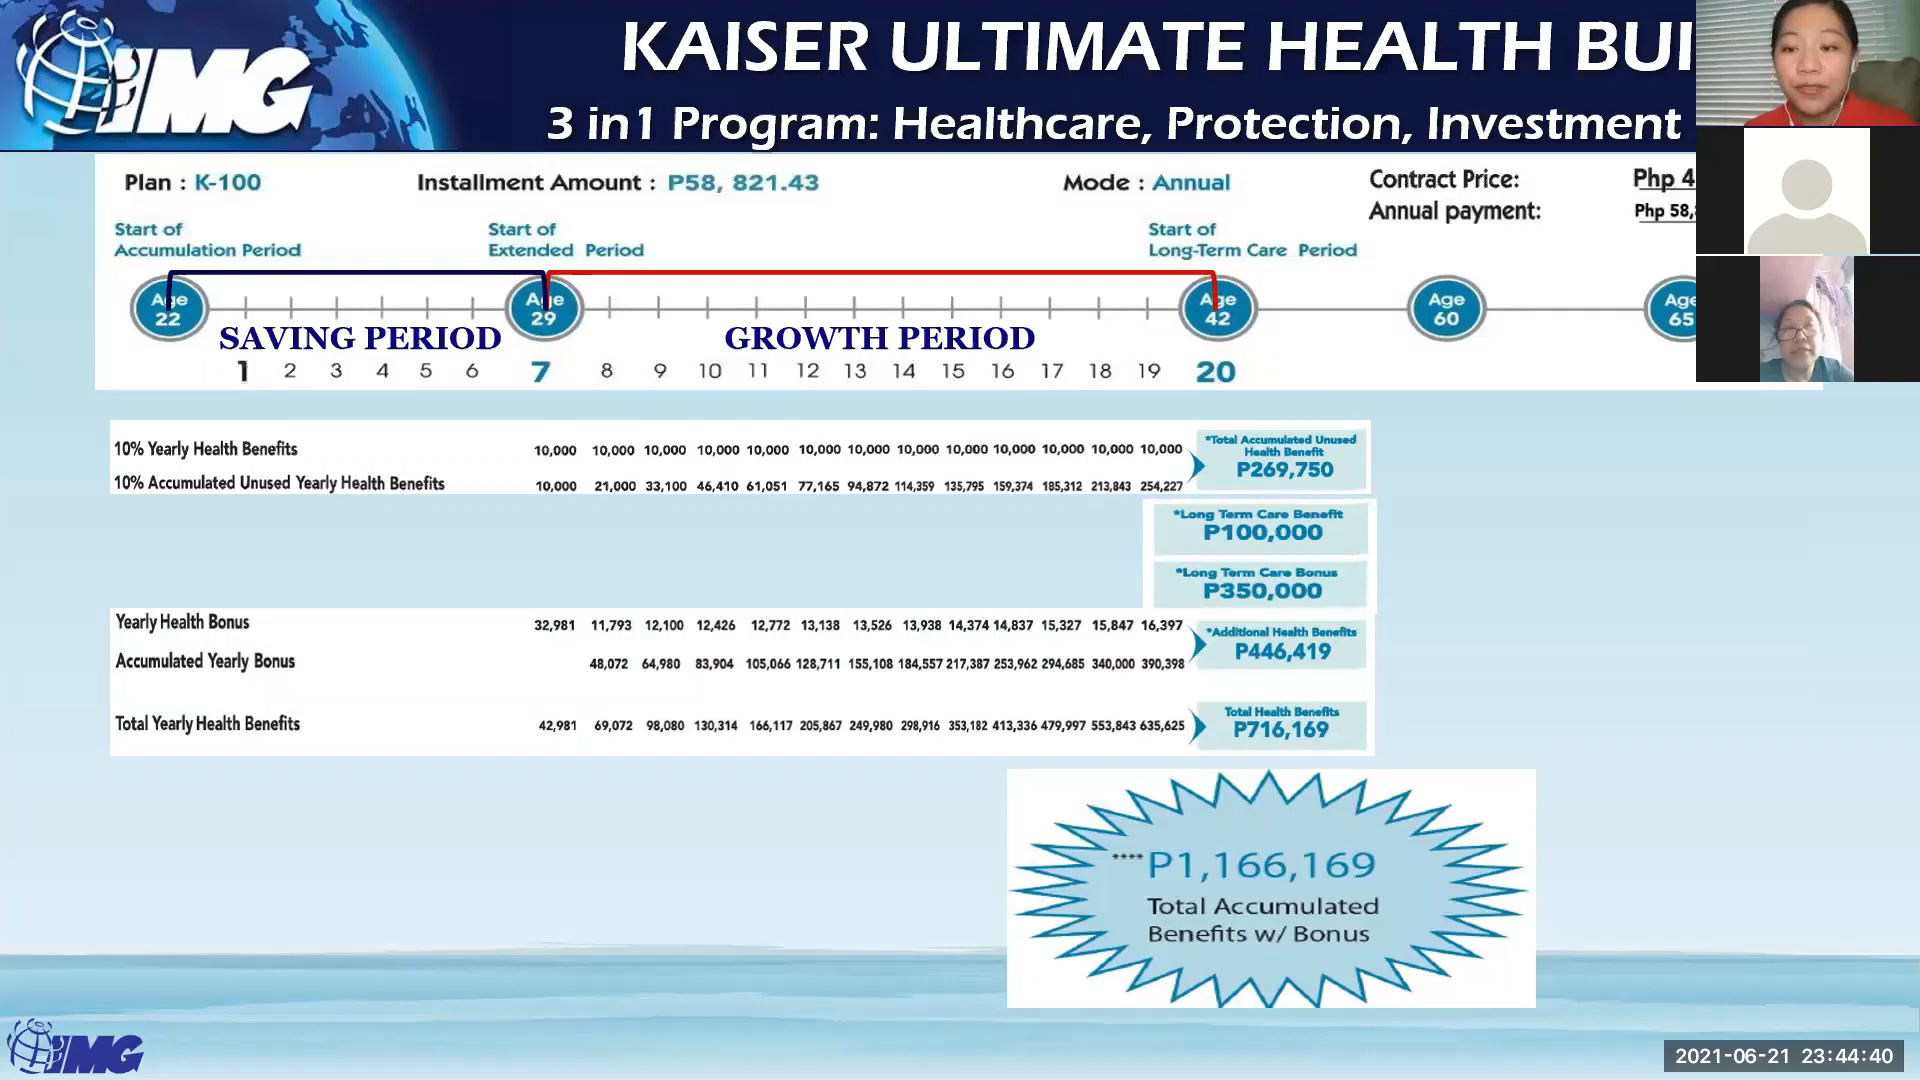 IMG
KAISER ULTIMATE HEALTH BUI
3 in1 Program: Healthcare, Protection, Investment
Plan : K-100
Installment Amount : P58, 821.43
Mode : Annual
Contract Price: Php 4
Annual payment: Php 58,
Start of
Accumulation Period
Start of
Extended Period
Start of
Long-Term Care Period
Age
22
Age
29
Age
42
Age
60
Age
65
SAVING PERIOD
GROWTH PERIOD
1 2 3 4 5 6 7 8 9 10 11 12 13 14 15 16 17 18 19 20
10% Yearly Health Benefits 10,000 10,000 10,000 10,000 10,000 10,000 10,000 10,000 10,000 10,000 10,000 10,000 10,000
10% Accumulated Unused Yearly Health Benefits 10,000 21,000 33,100 46,410 61,051 77,165 94,872 114,359 135,795 159,374 185,312 213,843 254,227
*Total Accumulated Unused
Health Benefit
P269,750
*Long Term Care Benefit
P100,000
*Long Term Care Bonus
P350,000
Yearly Health Bonus 32,981 11,793 12,100 12,426 12,772 13,138 13,526 13,938 14,374 14,837 15,327 15,847 16,397
Accumulated Yearly Bonus 48,072 64,980 83,904 105,066 128,711 155,108 184,557 217,387 253,962 294,685 340,000 390,398
*Additional Health Benefits
P446,419
Total Yearly Health Benefits 42,981 69,072 98,080 130,314 166,117 205,867 249,980 298,916 353,182 413,336 479,997 553,843 635,625
Total Health Benefits
P716,169
****P1,166,169
Total Accumulated
Benefits w/ Bonus
IMG
2021-06-21 23:44:40